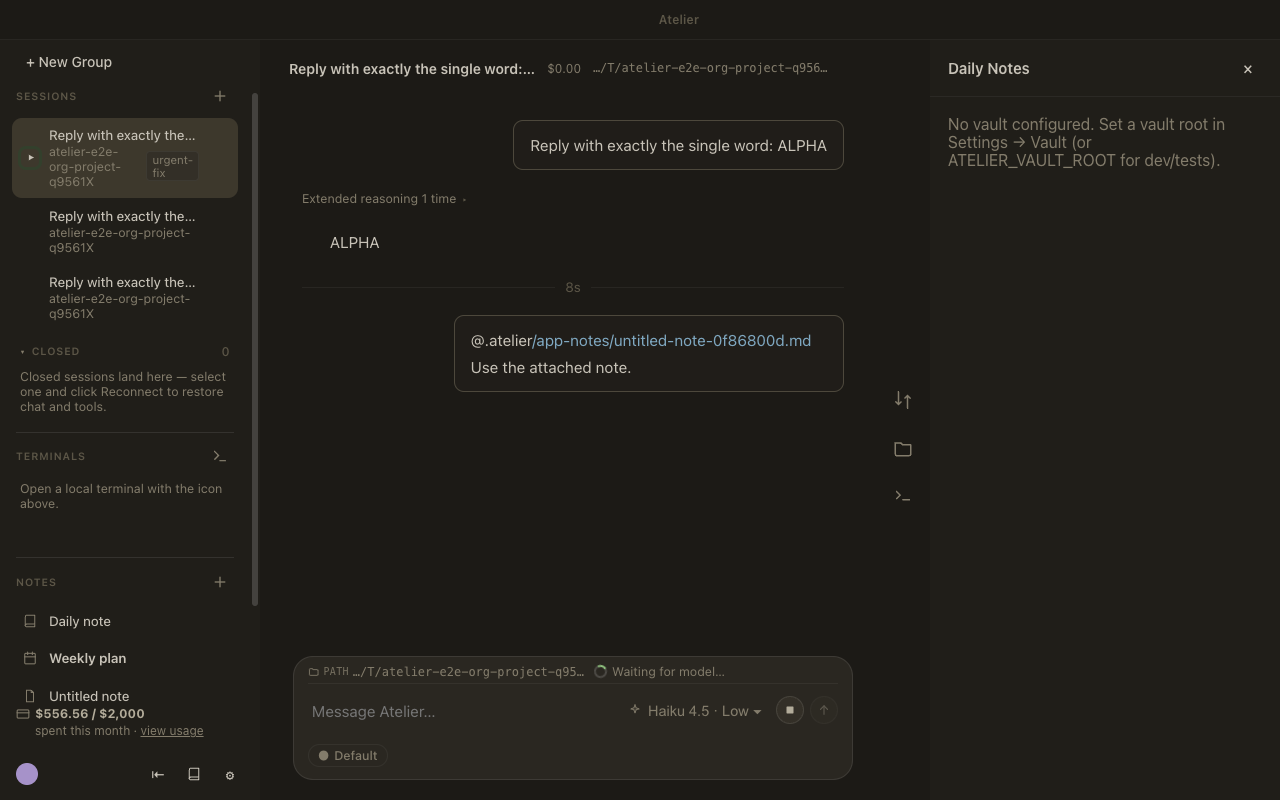 Atelier
+ New Group
SESSIONS
Reply with exactly the...
atelier-e2e-
org-project-
q9561X
urgent-
fix
Reply with exactly the...
atelier-e2e-org-project-
q9561X
Reply with exactly the...
atelier-e2e-org-project-
q9561X
CLOSED 0
Closed sessions land here — select
one and click Reconnect to restore
chat and tools.
TERMINALS
Open a local terminal with the icon
above.
NOTES
Daily note
Weekly plan
Untitled note
$556.56 / $2,000
spent this month · view usage
Reply with exactly the single word:... $0.00 …/T/atelier-e2e-org-project-q956…
Reply with exactly the single word: ALPHA
Extended reasoning 1 time
ALPHA
8s
@.atelier/app-notes/untitled-note-0f86800d.md
Use the attached note.
PATH …/T/atelier-e2e-org-project-q95… Waiting for model...
Message Atelier...
Haiku 4.5 · Low
Default
Daily Notes
No vault configured. Set a vault root in
Settings → Vault (or
ATELIER_VAULT_ROOT for dev/tests).